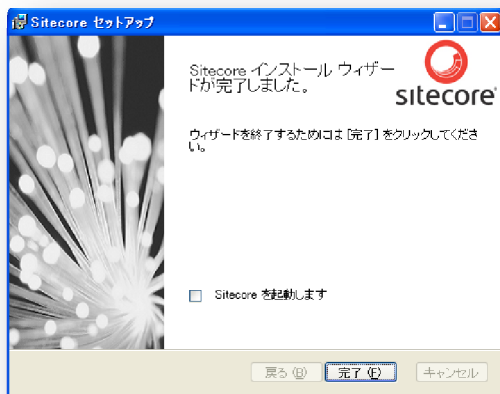 Sitecore セットアップ
Sitecore インストール ウィザー
ドが完了しました。
sitecore
ウィザードを終了するためには [完了] をクリックしてくださ
い。
Sitecore を起動します
戻る (B)
完了 (F)
キャンセル